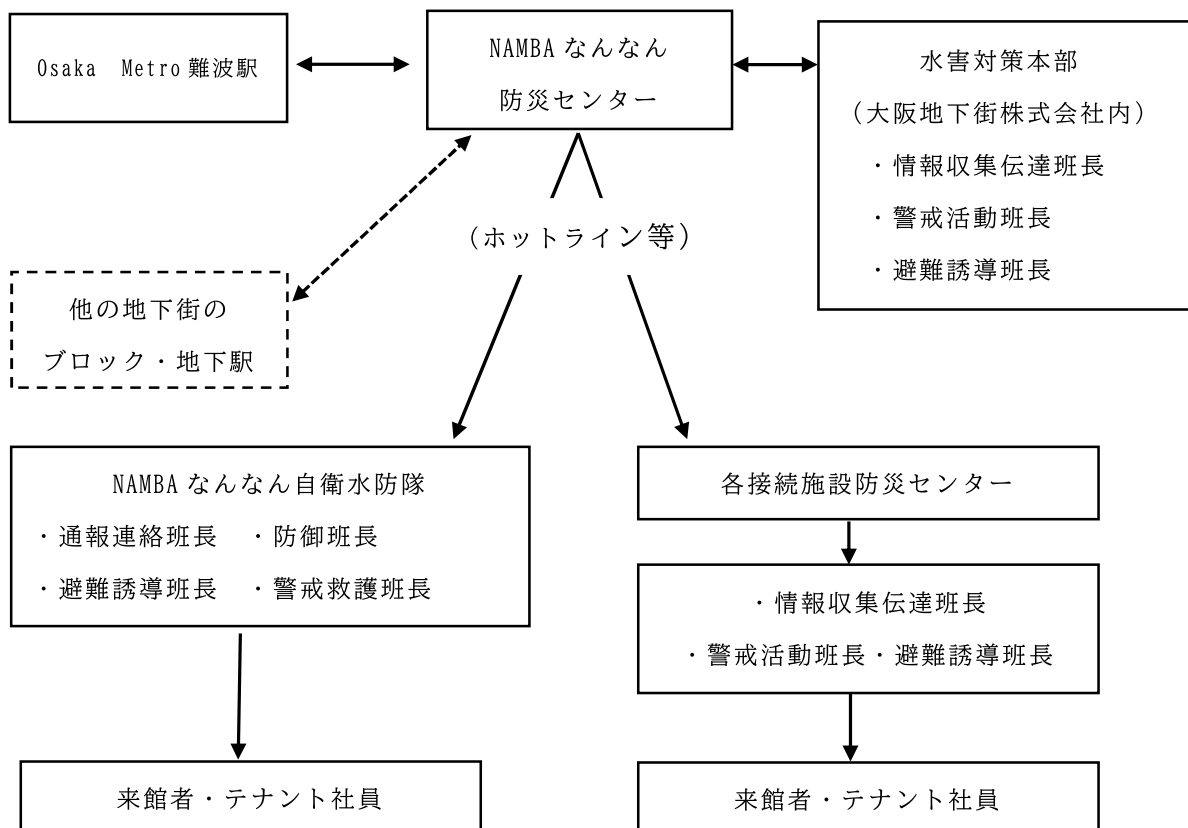 Osaka Metro 難波駅
NAMBA なんなん
防災センター
水害対策本部
(大阪地下街株式会社内)
・情報収集伝達班長
・警戒活動班長
・避難誘導班長
(ホットライン等)
他の地下街の
ブロック・地下駅
NAMBA なんなん自衛水防隊
・通報連絡班長 ・防御班長
・避難誘導班長 ・警戒救護班長
各接続施設防災センター
・情報収集伝達班長
・警戒活動班長・避難誘導班長
来館者・テナント社員
来館者・テナント社員